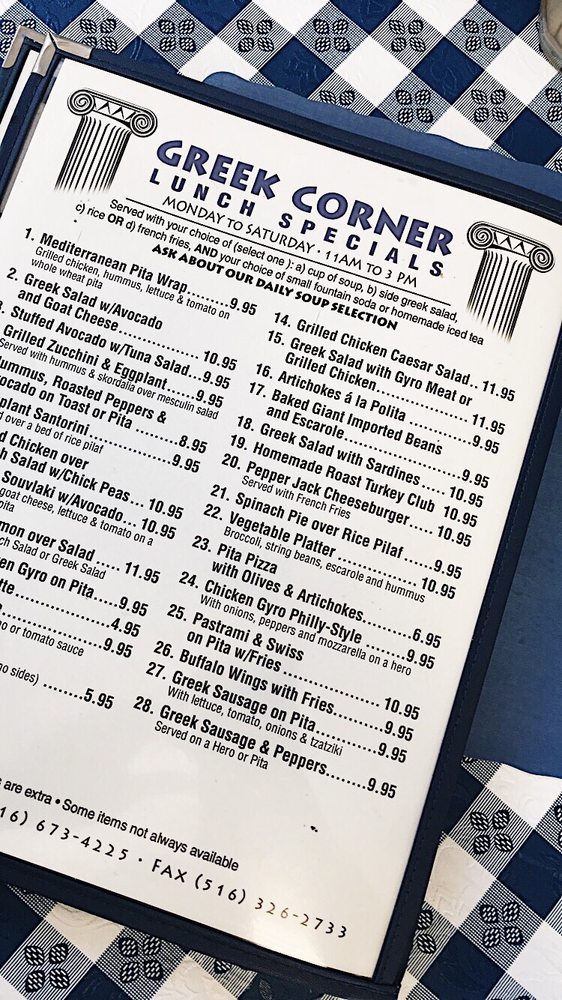 GREEK CORNER
LUNCH SPECIALS
MONDAY TO SATURDAY • 11AM TO 3 PM
Served with your choice of (select one ): a) cup of soup, b) side greek salad,
c) rice OR d) french fries, AND your choice of small fountain soda or homemade iced tea
ASK ABOUT OUR DAILY SOUP SELECTION
1. Mediterranean Pita Wrap........9.95
Grilled chicken, hummus, lettuce & tomato on
whole wheat pita
2. Greek Salad w/Avocado
and Goat Cheese.............. 10.95
Stuffed Avocado w/Tuna Salad...9.95
Grilled Zucchini & Eggplant.......9.95
Served with hummus & skordalia over mesculin salad
Roasted Peppers &
on Toast or Pita ..........8.95
Santorini...................9.95
over a bed of rice pilaf
Chicken over
Salad w/Chick Peas ... 10.95
Souvlaki w/Avocado... 10.95
goat cheese, lettuce & tomato on a
pita
over Salad ..... 11.95
Salad or Greek Salad
Gyro on Pita.....9.95
4.95
9.95
or tomato sauce
no sides) ........5.95
14. Grilled Chicken Caesar Salad.. 11.95
15. Greek Salad with Gyro Meat or
Grilled Chicken................... 11.95
16. Artichokes á la Polita ..............9.95
17. Baked Giant Imported Beans
and Escarole.......................9.95
18. Greek Salad with Sardines..... 10.95
19. Homemade Roast Turkey Club 10.95
20. Pepper Jack Cheeseburger..... 10.95
Served with French Fries
21. Spinach Pie over Rice Pilaf ......9.95
22. Vegetable Platter ................. 10.95
Broccoli, string beans, escarole and hummus
23. Pita Pizza
with Olives & Artichokes........6.95
24. Chicken Gyro Philly-Style ........9.95
With onions, peppers and mozzarella on a hero
25. Pastrami & Swiss
on Pita w/Fries ................... 10.95
26. Buffalo Wings with Fries..........9.95
27. Greek Sausage on Pita............9.95
With lettuce, tomato, onions & tzatziki
28. Greek Sausage & Peppers.......9.95
Served on a Hero or Pita
are extra • Some items not always available
16) 673-4225 • FAX (516) 326-2733